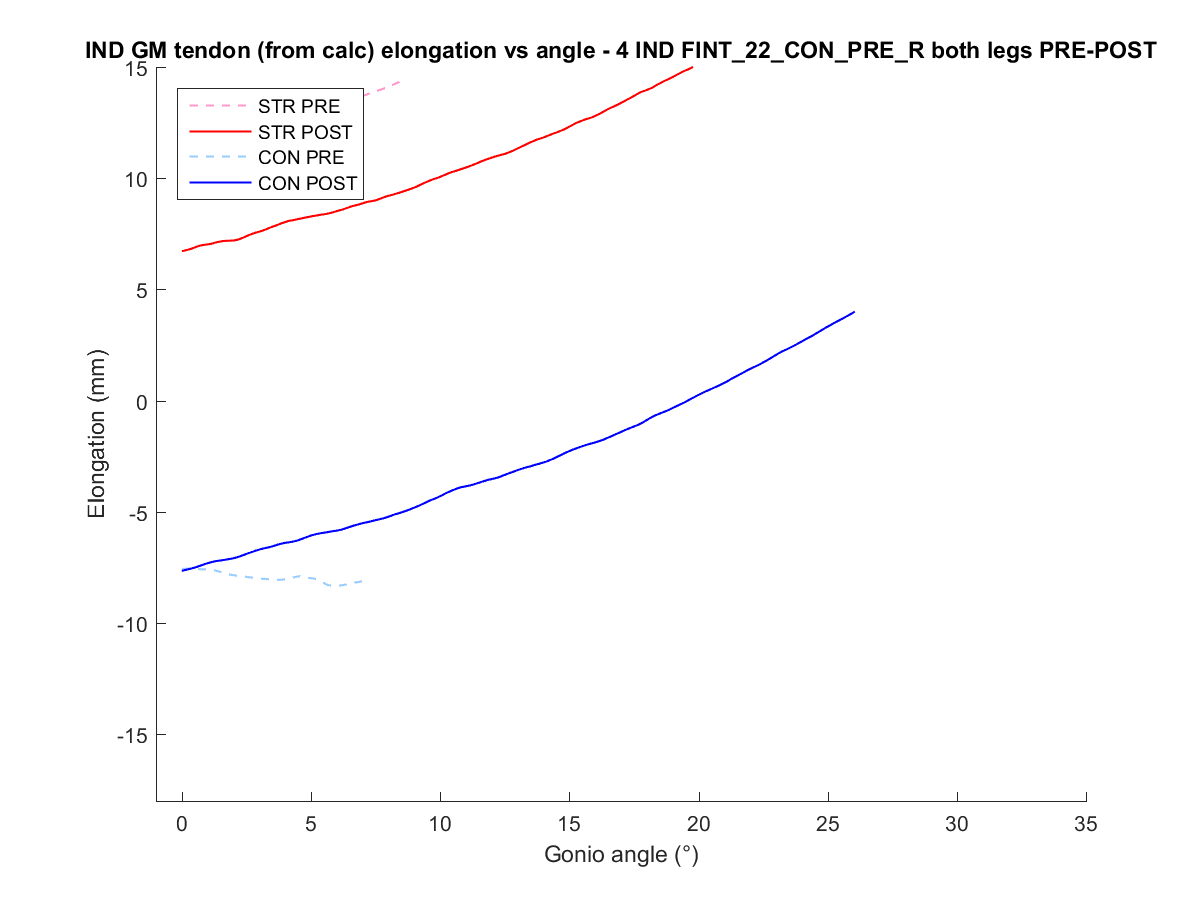 IND GM tendon (from calc) elongation vs angle - 4 IND FINT_22_CON_PRE_R both legs PRE-POST
15
10
5
0
-5
-10
-15
Elongation (mm)
STR PRE
STR POST
CON PRE
CON POST
0 5 10 15 20 25 30 35
Gonio angle (°)